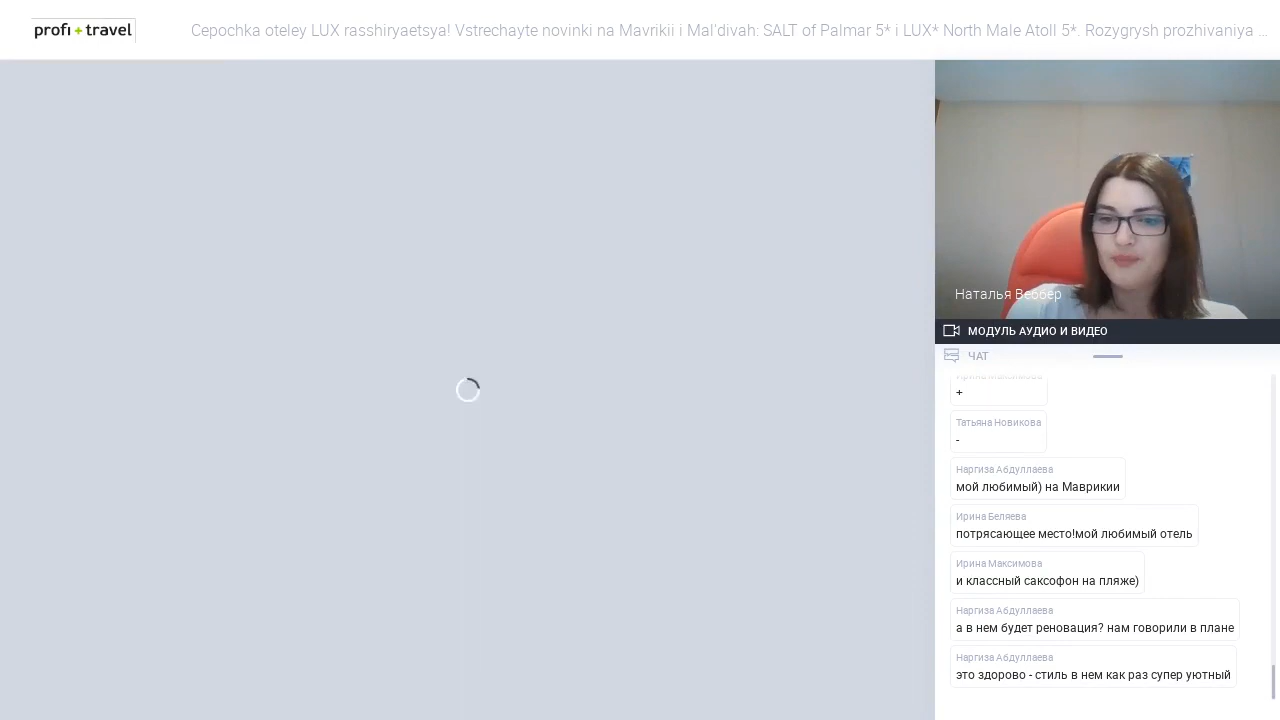 profi + travel
Cepochka oteley LUX rasshiryaetsya! Vstrechayte novinki na Mavrikii i Mal'divah: SALT of Palmar 5* i LUX* North Male Atoll 5*. Rozygrysh prozhivaniya ...
Наталья Веббер
МОДУЛЬ АУДИО И ВИДЕО
ЧАТ
Ирина Максимова
+
Татьяна Новикова
-
Наргиза Абдуллаева
мой любимый) на Маврикии
Ирина Беляева
потрясающее место!мой любимый отель
Ирина Максимова
и классный саксофон на пляже)
Наргиза Абдуллаева
а в нем будет реновация? нам говорили в плане
Наргиза Абдуллаева
это здорово - стиль в нем как раз супер уютный